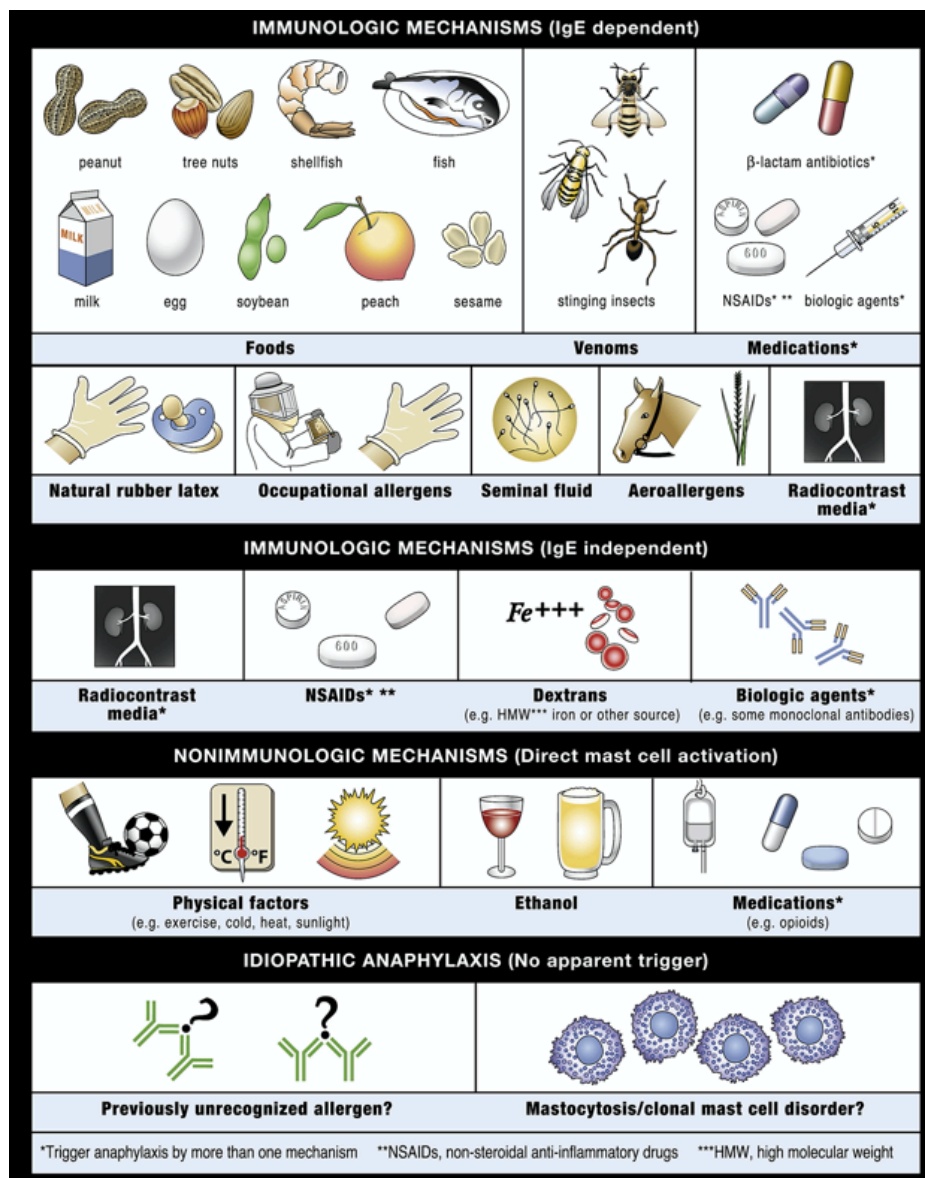 IMMUNOLOGIC MECHANISMS (IgE dependent)
peanut
tree nuts
shellfish
fish
β-lactam antibiotics*
MILK
MILK
ASPIRIN
600
milk
egg
soybean
peach
sesame
stinging insects
NSAIDs* **
biologic agents*
Foods
Venoms
Medications*
Natural rubber latex
Occupational allergens
Seminal fluid
Aeroallergens
Radiocontrast
media*
IMMUNOLOGIC MECHANISMS (IgE independent)
ASPIRIN
600
Fe+++
Radiocontrast
media*
NSAIDs* **
Dextrans
(e.g. HMW*** iron or other source)
Biologic agents*
(e.g. some monoclonal antibodies)
NONIMMUNOLOGIC MECHANISMS (Direct mast cell activation)
°C °F
Physical factors
(e.g. exercise, cold, heat, sunlight)
Ethanol
Medications*
(e.g. opioids)
IDIOPATHIC ANAPHYLAXIS (No apparent trigger)
?
?
Previously unrecognized allergen?
Mastocytosis/clonal mast cell disorder?
*Trigger anaphylaxis by more than one mechanism **NSAIDs, non-steroidal anti-inflammatory drugs ***HMW, high molecular weight